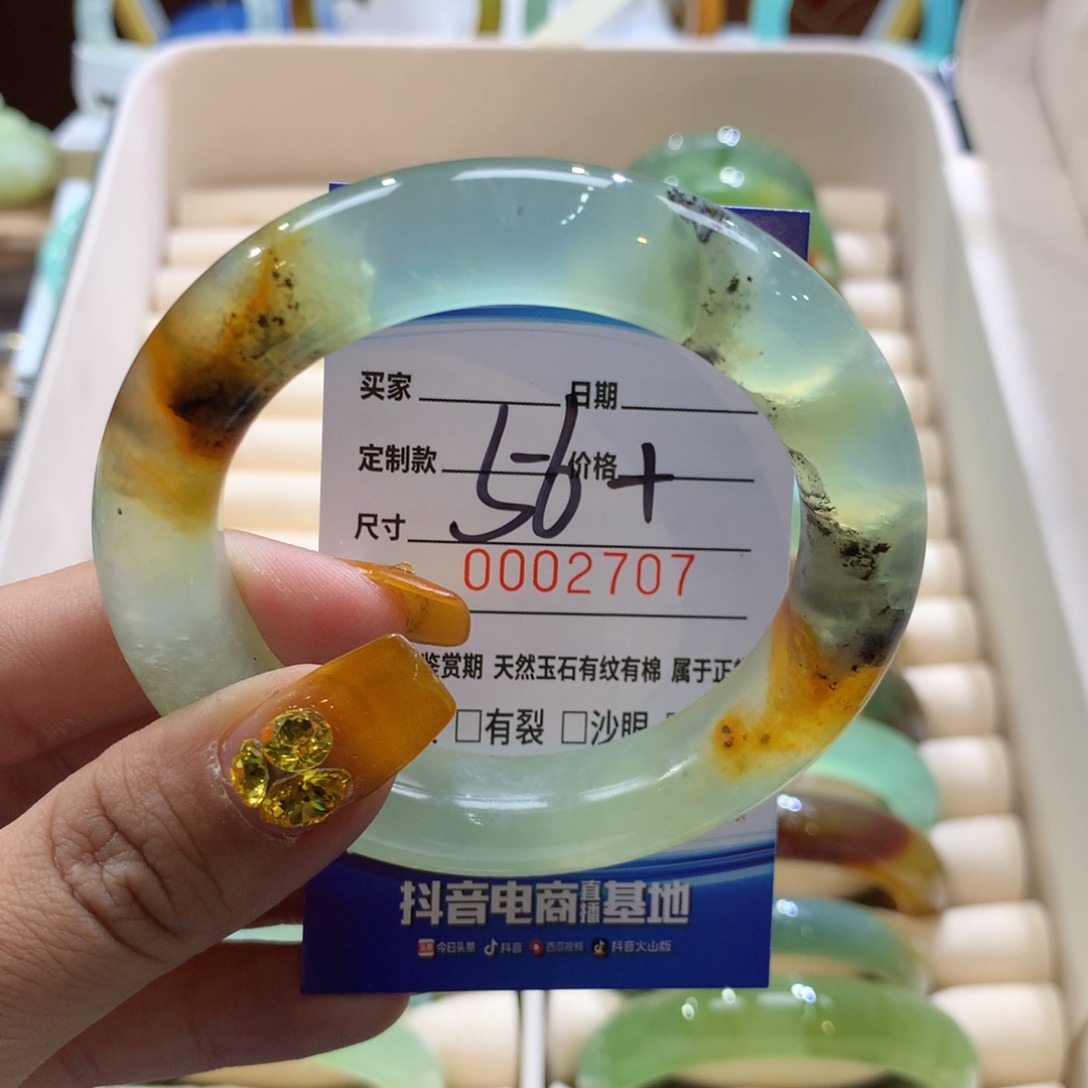 买家 日期
定制款 价格
尺寸 56+
0002707
鉴赏期 天然玉石有纹有棉 属于正
□有裂 □沙眼
抖音电商直播基地
今日头条 抖音 西瓜视频 抖音火山版